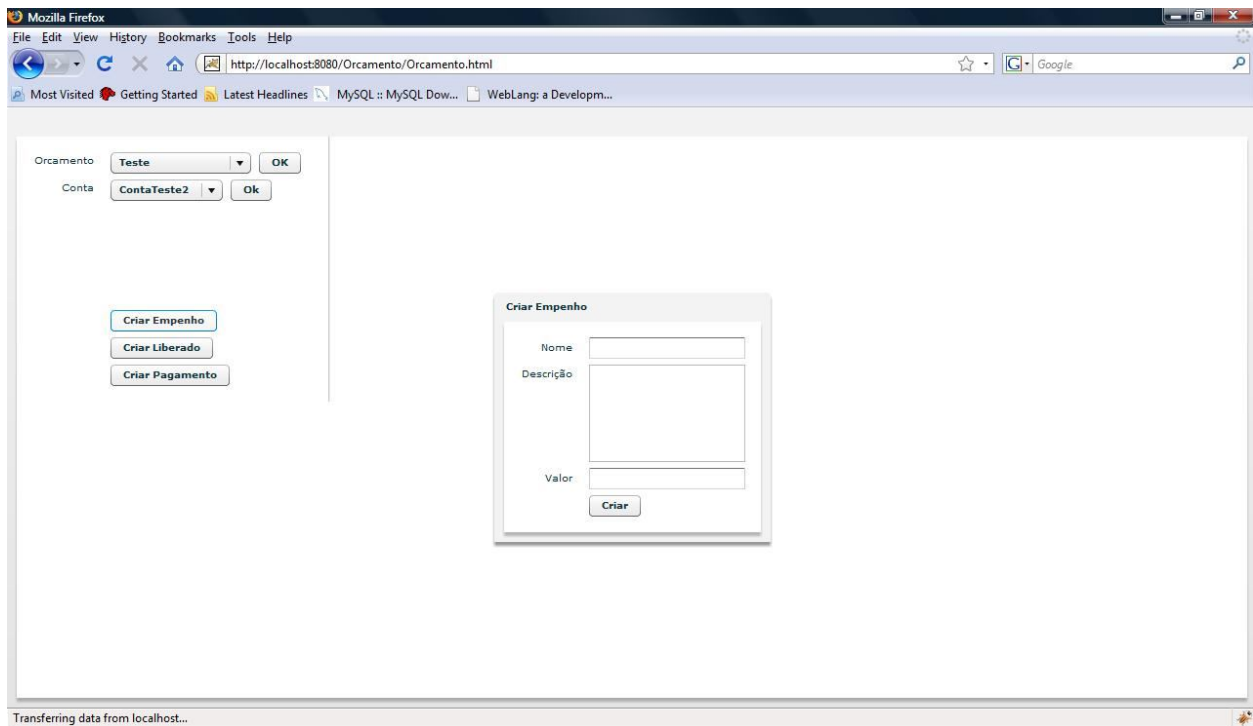 Mozilla Firefox
File Edit View History Bookmarks Tools Help
http://localhost:8080/Orcamento/Orcamento.html
G Google
Most Visited Getting Started Latest Headlines MySQL :: MySQL Dow... WebLang: a Developm...
Orcamento Teste OK
Conta ContaTeste2 Ok
Criar Empenho
Criar Liberado
Criar Pagamento
Criar Empenho
Nome
Descrição
Valor
Criar
Transferring data from localhost...